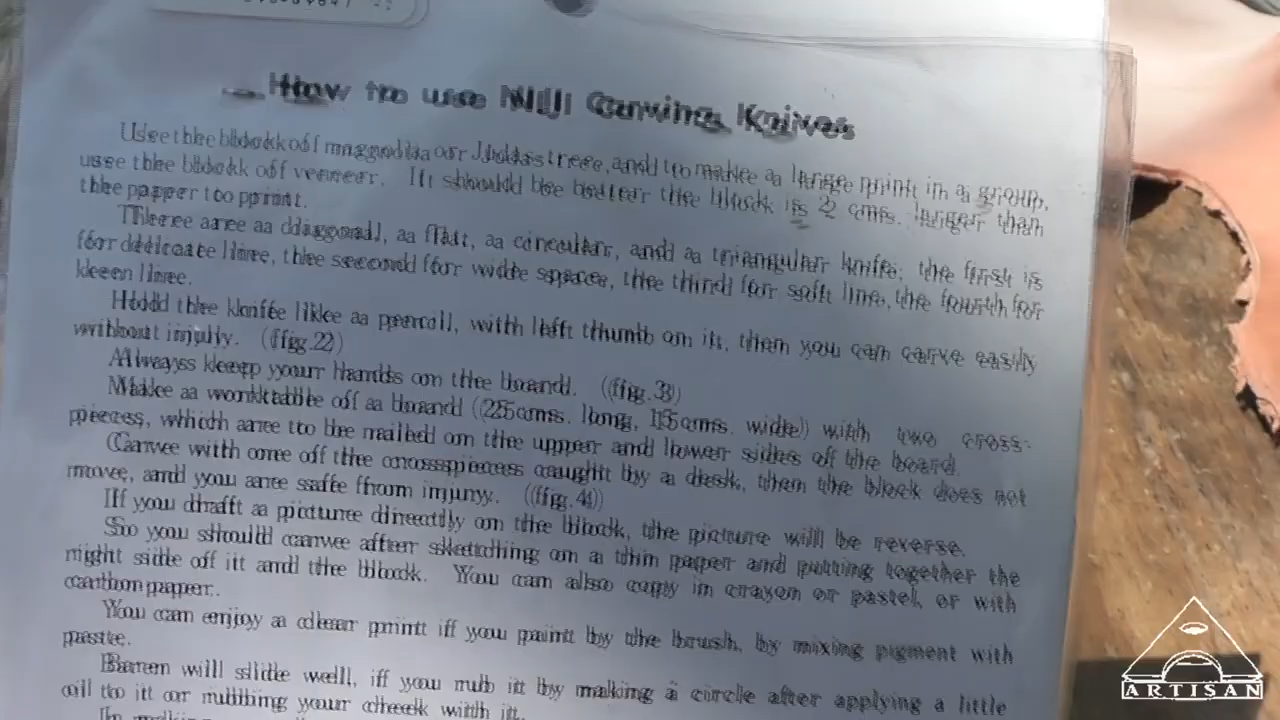 How to use NIJI Carving Knives
Use the block of magnolia or Judas tree, and to make a large print in a group,
use the block of veneer. It should be better the block is 2 cms. larger than
the papper to print.
There are a diagonal, a flat, a circular, and a triangular knife; the first is
for delicate line, the second for wide space, the third for soft line, the fourth for
keen line.
Hold the knife like a pencil, with left thumb on it, then you can carve easily
without injuly. (fig. 2)
Always keep your hands on the board. (fig. 3)
Make a worktable of a board (25cms. long, 15cms. wide) with two cross-
pieces, which are to be nailed on the upper and lower sides of the board.
Carve with one of the crosspieces caught by a desk, then the block does not
move, and you are safe from injury. (fig. 4)
If you draft a picture directly on the block, the picture will be reverse.
So you should carve after sketching on a thin paper and putting together the
right side of it and the block. You can also copy in crayon or pastel, or with
carbon paper.
You can enjoy a clear print if you paint by the brush, by mixing pigment with
paste.
Baren will slide well, if you rub it by making a circle after applying a little
oil to it or rubbing your cheek with it.
ARTISAN